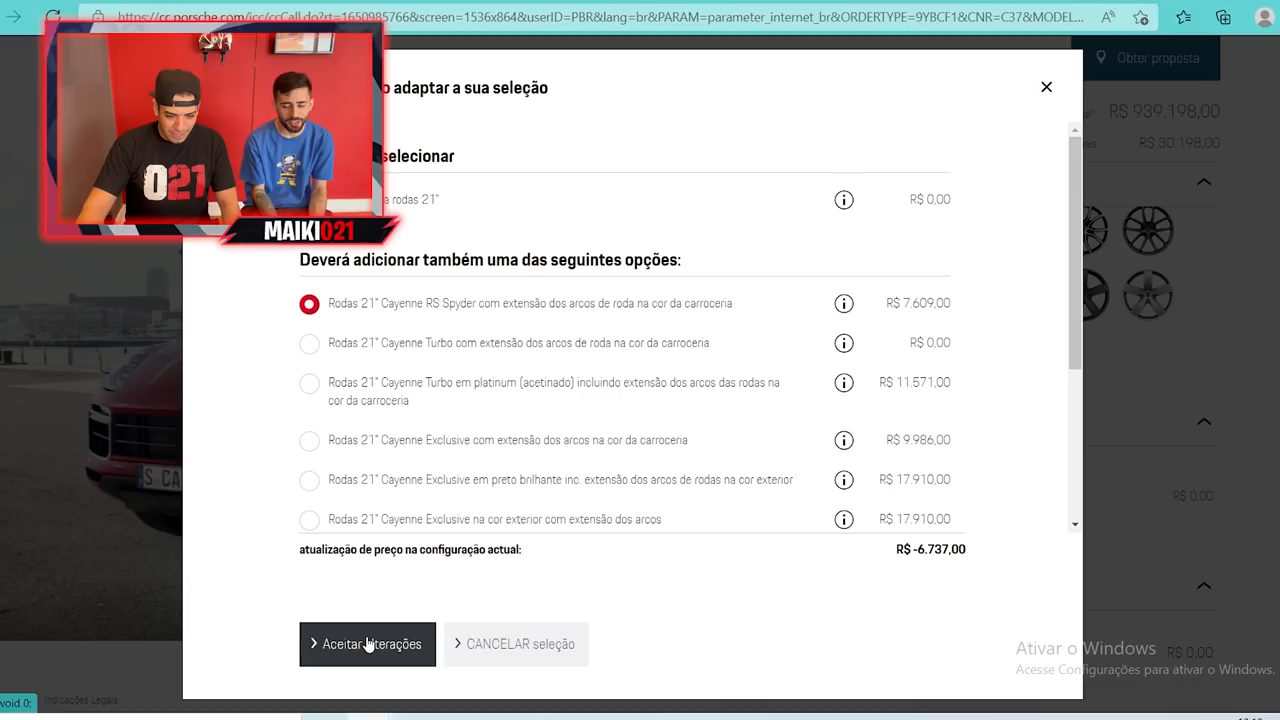 https://cc.porsche.com/icc/ccCall.do?rt=1650985766&screen=1536x864&userID=PBR&lang=br&PARAM=parameter_internet_br&ORDERTYPE=9YBCF1&CNR=C37&MODEL...
Obter proposta
o adaptar a sua seleção
R$ 939.198,00
R$ 30.198,00
selecionar
a rodas 21" R$ 0,00
021
MAIKI021
Deverá adicionar também uma das seguintes opções:
Rodas 21" Cayenne RS Spyder com extensão dos arcos de roda na cor da carroceria R$ 7.609,00
Rodas 21" Cayenne Turbo com extensão dos arcos de roda na cor da carroceria R$ 0,00
Rodas 21" Cayenne Turbo em platinum (acetinado) incluindo extensão dos arcos das rodas na R$ 11.571,00
cor da carroceria
Rodas 21" Cayenne Exclusive com extensão dos arcos na cor da carroceria R$ 9.986,00
Rodas 21" Cayenne Exclusive em preto brilhante inc. extensão dos arcos de rodas na cor exterior R$ 17.910,00
S CA
R$ 0,00
Rodas 21" Cayenne Exclusive na cor exterior com extensão dos arcos R$ 17.910,00
atualização de preço na configuração actual: R$ -6.737,00
Aceitar alterações
CANCELAR seleção
R$ 0,00
Ativar o Windows
Acesse Configurações para ativar o Windows.
void 0;
Indicações Legais